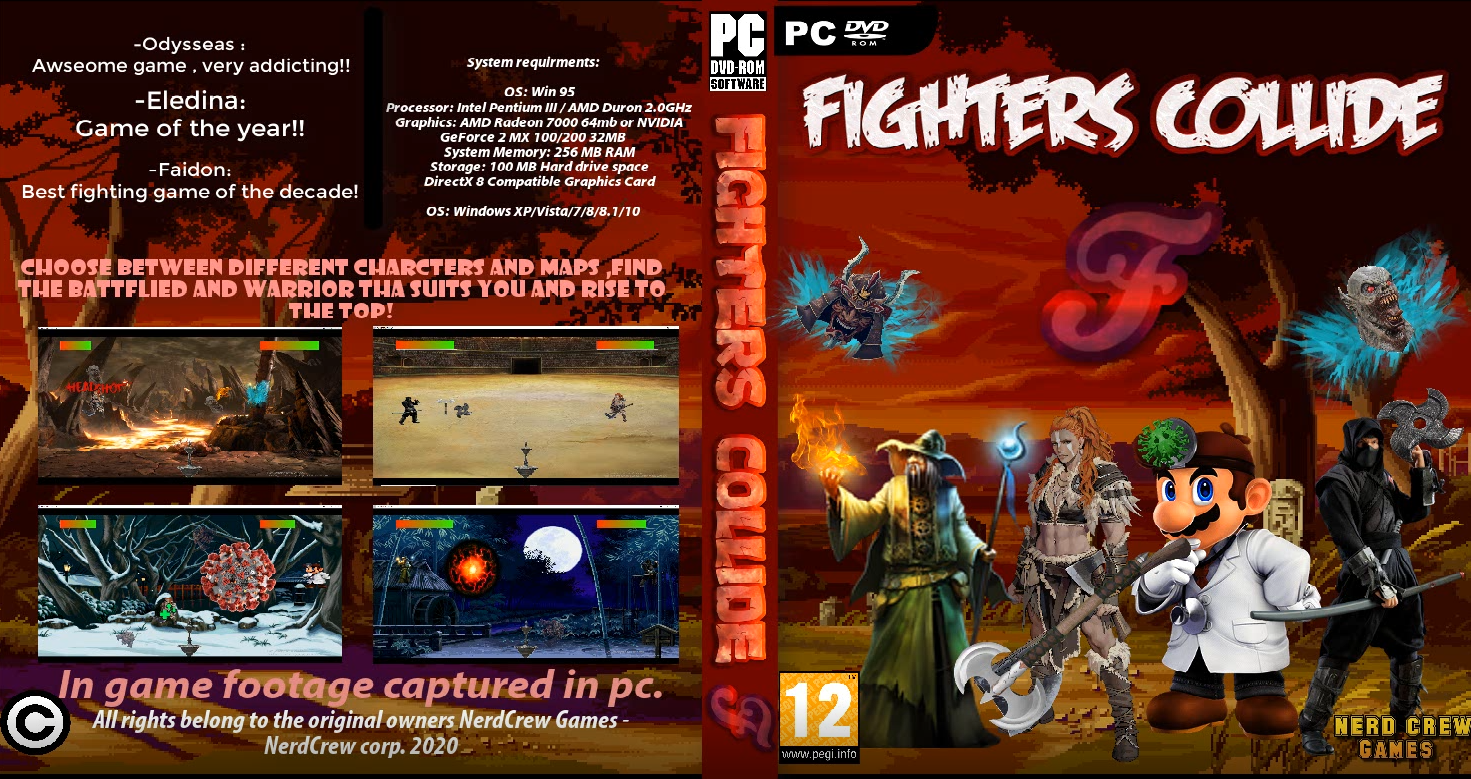 -Odysseas :
Awseome game , very addicting!!
-Eledina:
Game of the year!!
-Faidon:
Best fighting game of the decade!
System requirments:
OS: Win 95
Processor: Intel Pentium III / AMD Duron 2.0GHz
Graphics: AMD Radeon 7000 64mb or NVIDIA
GeForce 2 MX 100/200 32MB
System Memory: 256 MB RAM
Storage: 100 MB Hard drive space
DirectX 8 Compatible Graphics Card
OS: Windows XP/Vista/7/8/8.1/10
CHOOSE BETWEEN DIFFERENT CHARCTERS AND MAPS ,FIND
THE BATTFLIED AND WARRIOR THA SUITS YOU AND RISE TO
THE TOP!
HEADSHOT
In game footage captured in pc.
©
All rights belong to the original owners NerdCrew Games -
NerdCrew corp. 2020
PC
DVD-ROM
SOFTWARE
FIGHTERS COLLIDE
F
PC DVD
ROM
FIGHTERS COLLIDE
F
12
www.pegi.info
NERD CREW
GAMES